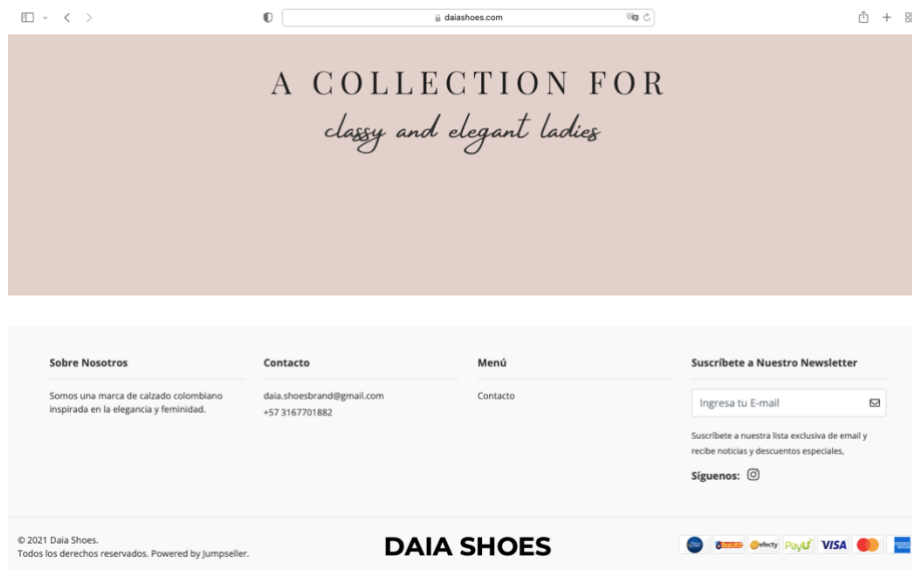 daiashoes.com
A COLLECTION FOR
classy and elegant ladies
Sobre Nosotros
Somos una marca de calzado colombiano
inspirada en la elegancia y feminidad.
Contacto
daia.shoesbrand@gmail.com
+57 3167701882
Menú
Contacto
Suscríbete a Nuestro Newsletter
Ingresa tu E-mail
Suscríbete a nuestra lista exclusiva de email y
recibe noticias y descuentos especiales,
Síguenos:
© 2021 Daia Shoes.
Todos los derechos reservados. Powered by Jumpseller.
DAIA SHOES
efecty
PayU
VISA